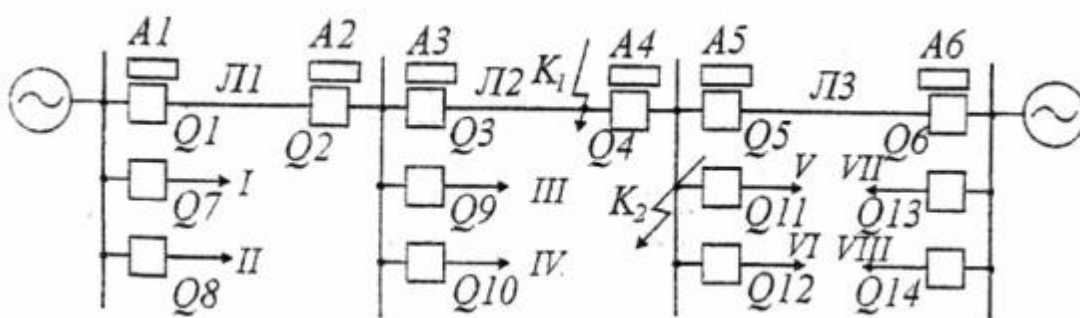 A1 A2 A3 A4 A5 A6
Л1 Л2 K1 Л3
Q1 Q2 Q3 Q4 Q5 Q6
I III K2 V VII
Q7 Q9 Q11 Q13
II IV. VI VIII
Q8 Q10 Q12 Q14